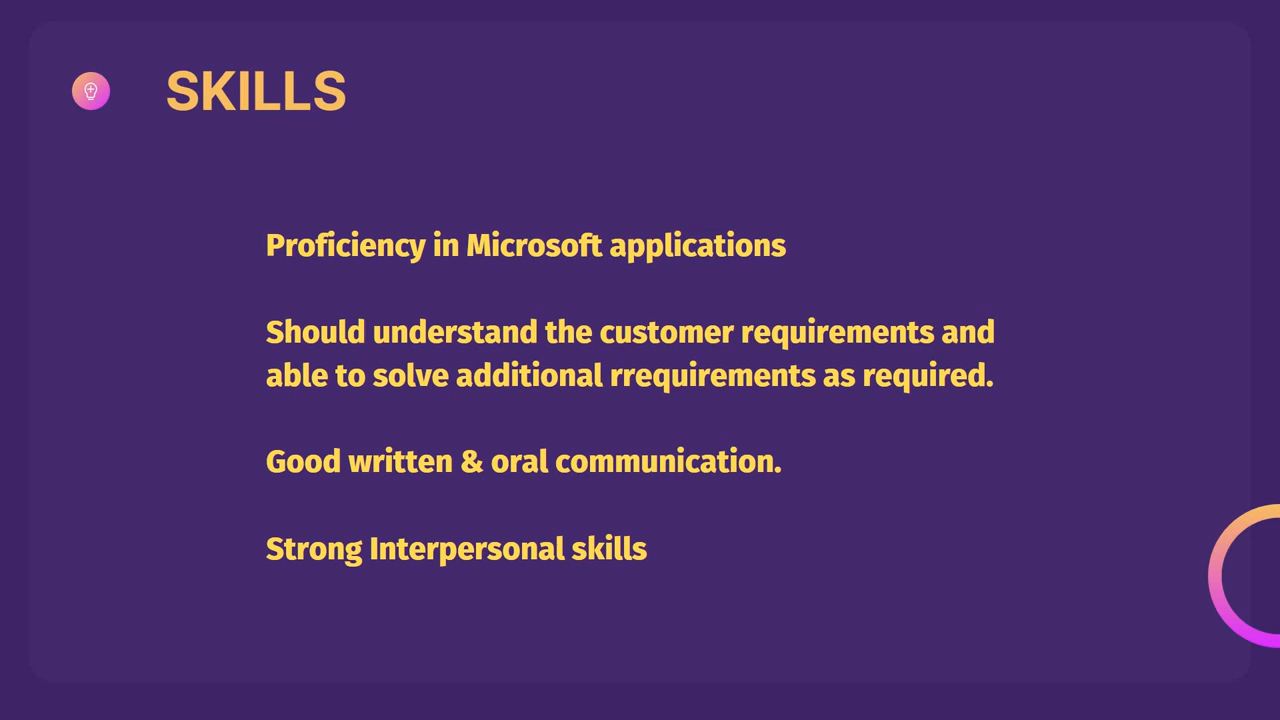 SKILLS
Proficiency in Microsoft applications
Should understand the customer requirements and
able to solve additional rrequirements as required.
Good written & oral communication.
Strong Interpersonal skills